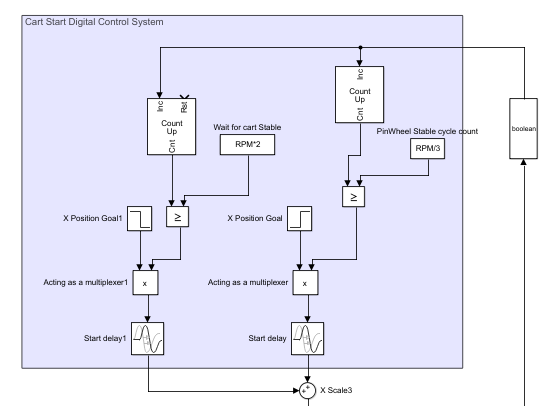 Cart Start Digital Control System
Inc
Rst
Count
Up
Cnt
Inc
Count
Up
Cnt
Wait for cart Stable
RPM*2
PinWheel Stable cycle count
RPM/3
boolean
≥
≥
X Position Goal1
X Position Goal
Acting as a multiplexer1
x
Acting as a multiplexer
x
Start delay1
Start delay
+
+
X Scale3